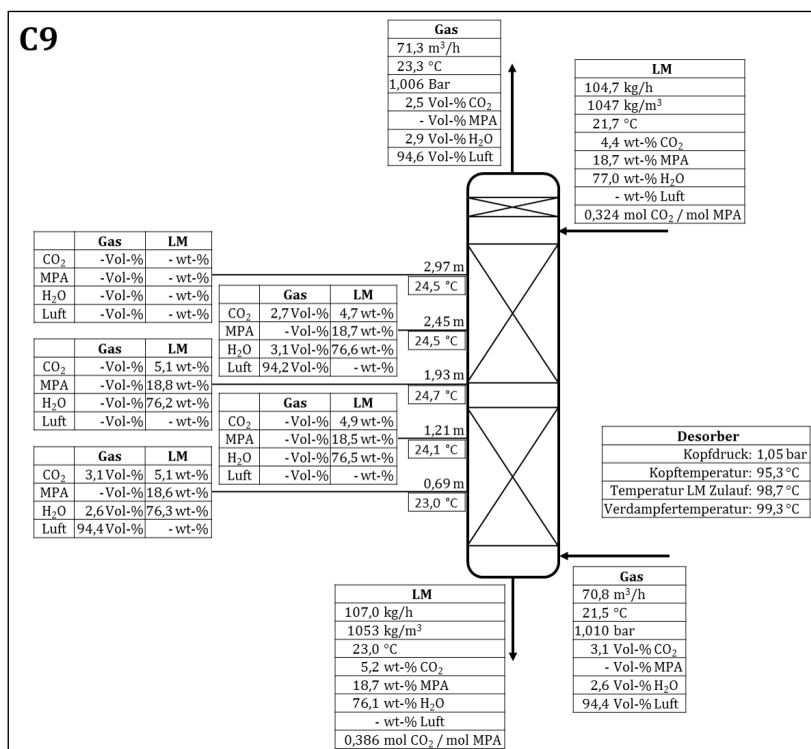 C9
Gas
71,3 m³/h
23,3 °C
1,006 Bar
2,5 Vol-% CO₂
- Vol-% MPA
2,9 Vol-% H₂O
94,6 Vol-% Luft
LM
104,7 kg/h
1047 kg/m³
21,7 °C
4,4 wt-% CO₂
18,7 wt-% MPA
77,0 wt-% H₂O
- wt-% Luft
0,324 mol CO₂ / mol MPA
Gas LM
CO₂ -Vol-% - wt-%
MPA -Vol-% - wt-%
H₂O -Vol-% - wt-%
Luft -Vol-% - wt-%
2,97 m
24,5 °C
Gas LM
CO₂ 2,7 Vol-% 4,7 wt-%
MPA -Vol-% 18,7 wt-%
H₂O 3,1 Vol-% 76,6 wt-%
Luft 94,2 Vol-% - wt-%
2,45 m
24,5 °C
Gas LM
CO₂ -Vol-% 5,1 wt-%
MPA -Vol-% 18,8 wt-%
H₂O -Vol-% 76,2 wt-%
Luft -Vol-% - wt-%
1,93 m
24,7 °C
Gas LM
CO₂ -Vol-% 4,9 wt-%
MPA -Vol-% 18,5 wt-%
H₂O -Vol-% 76,5 wt-%
Luft -Vol-% - wt-%
1,21 m
24,1 °C
Gas LM
CO₂ 3,1 Vol-% 5,1 wt-%
MPA -Vol-% 18,6 wt-%
H₂O 2,6 Vol-% 76,3 wt-%
Luft 94,4 Vol-% - wt-%
0,69 m
23,0 °C
Desorber
Kopfdruck: 1,05 bar
Kopftemperatur: 95,3 °C
Temperatur LM Zulauf: 98,7 °C
Verdampfertemperatur: 99,3 °C
LM
107,0 kg/h
1053 kg/m³
23,0 °C
5,2 wt-% CO₂
18,7 wt-% MPA
76,1 wt-% H₂O
- wt-% Luft
0,386 mol CO₂ / mol MPA
Gas
70,8 m³/h
21,5 °C
1,010 bar
3,1 Vol-% CO₂
- Vol-% MPA
2,6 Vol-% H₂O
94,4 Vol-% Luft